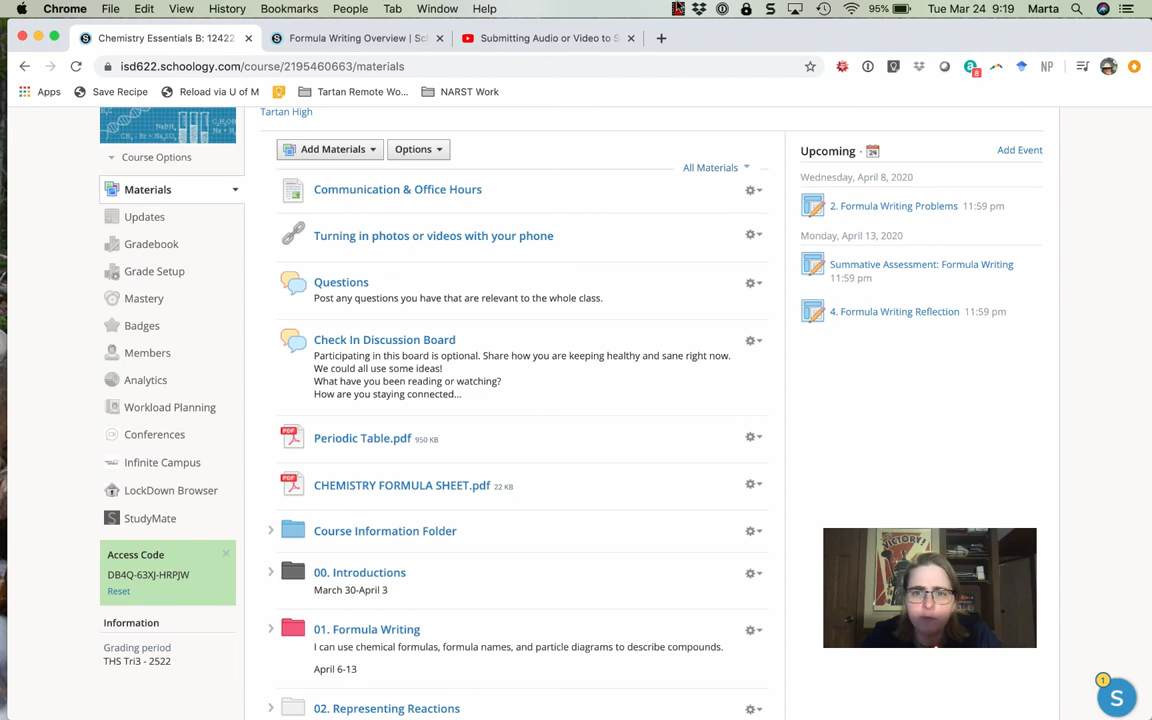 Chrome File Edit View History Bookmarks People Tab Window Help 95% Tue Mar 24 9:19 Marta
Chemistry Essentials B: 12422 Formula Writing Overview | Sch Submitting Audio or Video to S
isd622.schoology.com/course/2195460663/materials
Apps Save Recipe Reload via U of M Tartan Remote Wo... NARST Work
8
NP
Tartan High
Course Options
Materials
Updates
Gradebook
Grade Setup
Mastery
Badges
Members
Analytics
Workload Planning
Conferences
Infinite Campus
LockDown Browser
StudyMate
Access Code
DB4Q-63XJ-HRPJW
Reset
Information
Grading period
THS Tri3 - 2522
Add Materials Options
All Materials
Communication & Office Hours
Turning in photos or videos with your phone
Questions
Post any questions you have that are relevant to the whole class.
Check In Discussion Board
Participating in this board is optional. Share how you are keeping healthy and sane right now.
We could all use some ideas!
What have you been reading or watching?
How are you staying connected...
PDF
Periodic Table.pdf 950 KB
PDF
CHEMISTRY FORMULA SHEET.pdf 22 KB
Course Information Folder
00. Introductions
March 30-April 3
01. Formula Writing
I can use chemical formulas, formula names, and particle diagrams to describe compounds.
April 6-13
02. Representing Reactions
Upcoming · 24 Add Event
Wednesday, April 8, 2020
2. Formula Writing Problems 11:59 pm
Monday, April 13, 2020
Summative Assessment: Formula Writing
11:59 pm
4. Formula Writing Reflection 11:59 pm
VICTORY!
1
S